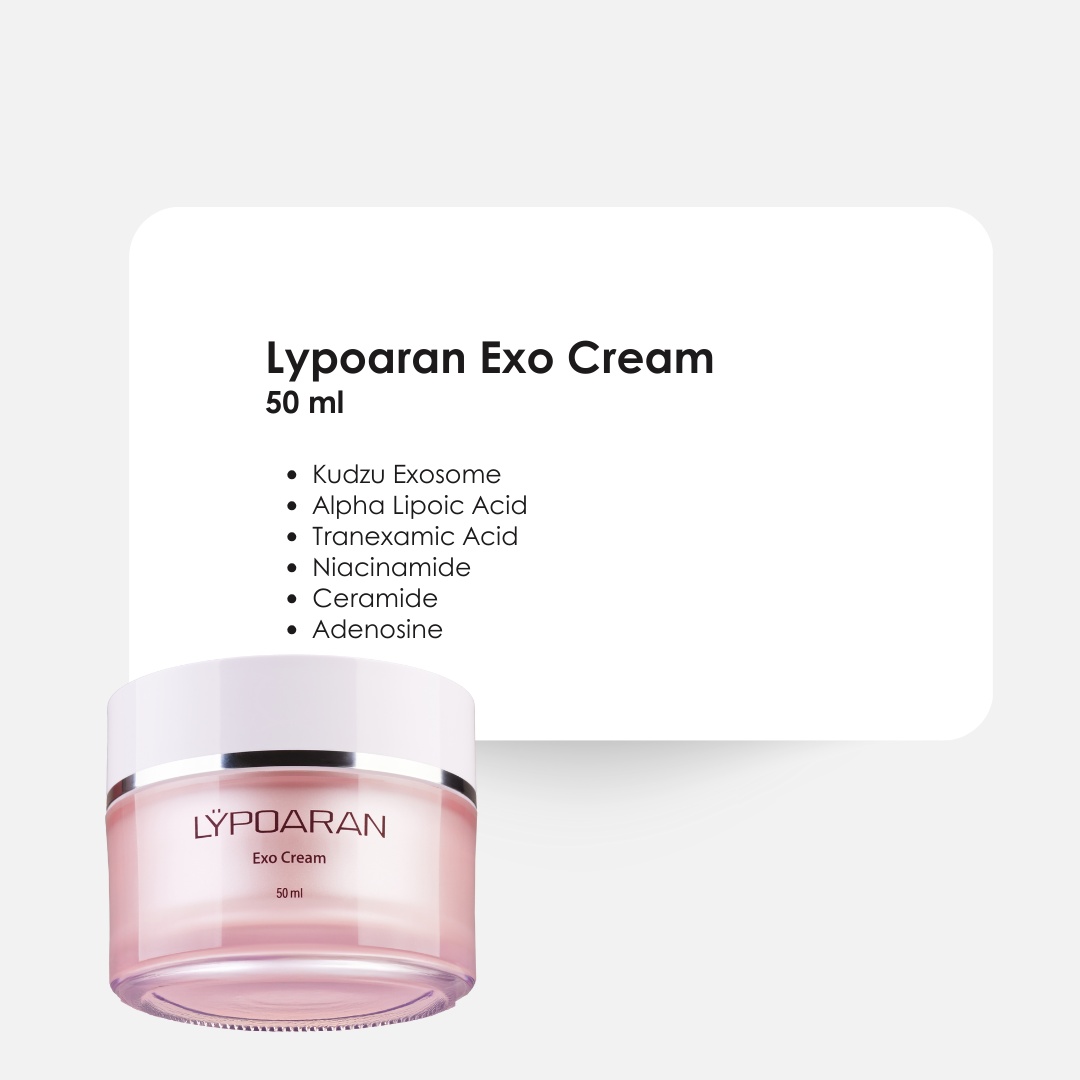 Lypoaran Exo Cream
50 ml
• Kudzu Exosome
• Alpha Lipoic Acid
• Tranexamic Acid
• Niacinamide
• Ceramide
• Adenosine
LŸPOARAN
Exo Cream
50 ml